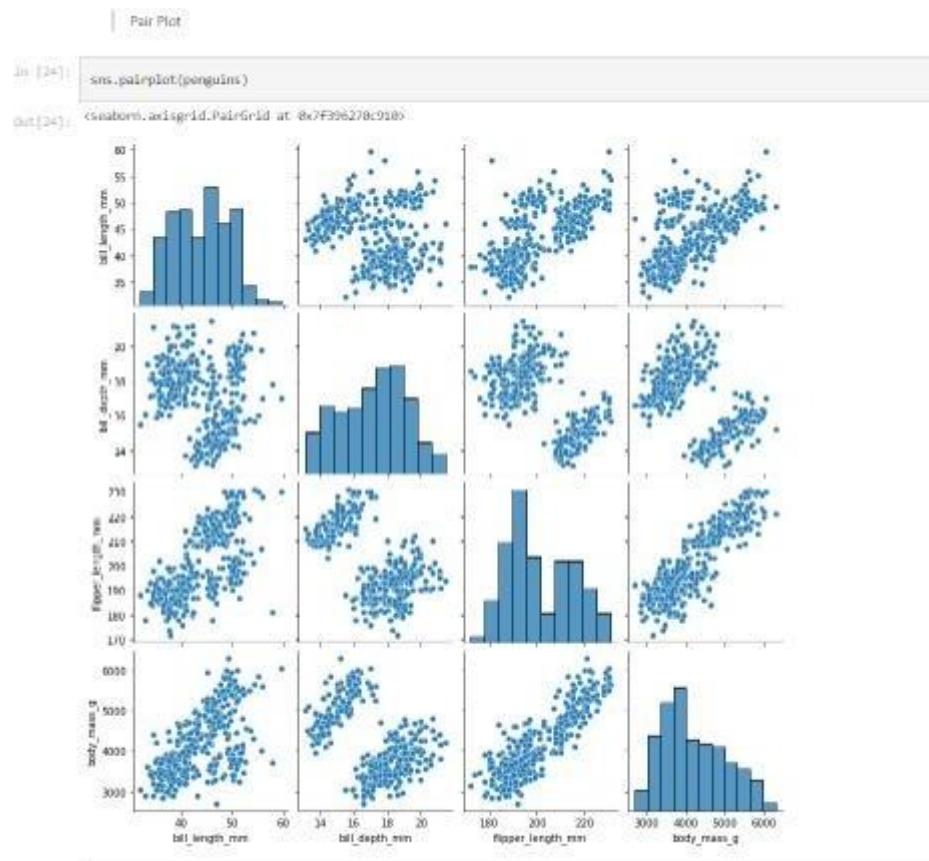 Pair Plot
In [24]:
sns.pairplot(penguins)
Out[24]:
<seaborn.axisgrid.PairGrid at 0x7f396270c910>
60
55
50
45
40
35
bill_length_mm
20
18
16
14
bill_depth_mm
230
220
210
200
190
180
170
flipper_length_mm
6000
5000
4000
3000
body_mass_g
40 50 60 14 16 18 20 180 200 220 3000 4000 5000 6000
bill_length_mm bill_depth_mm flipper_length_mm body_mass_g